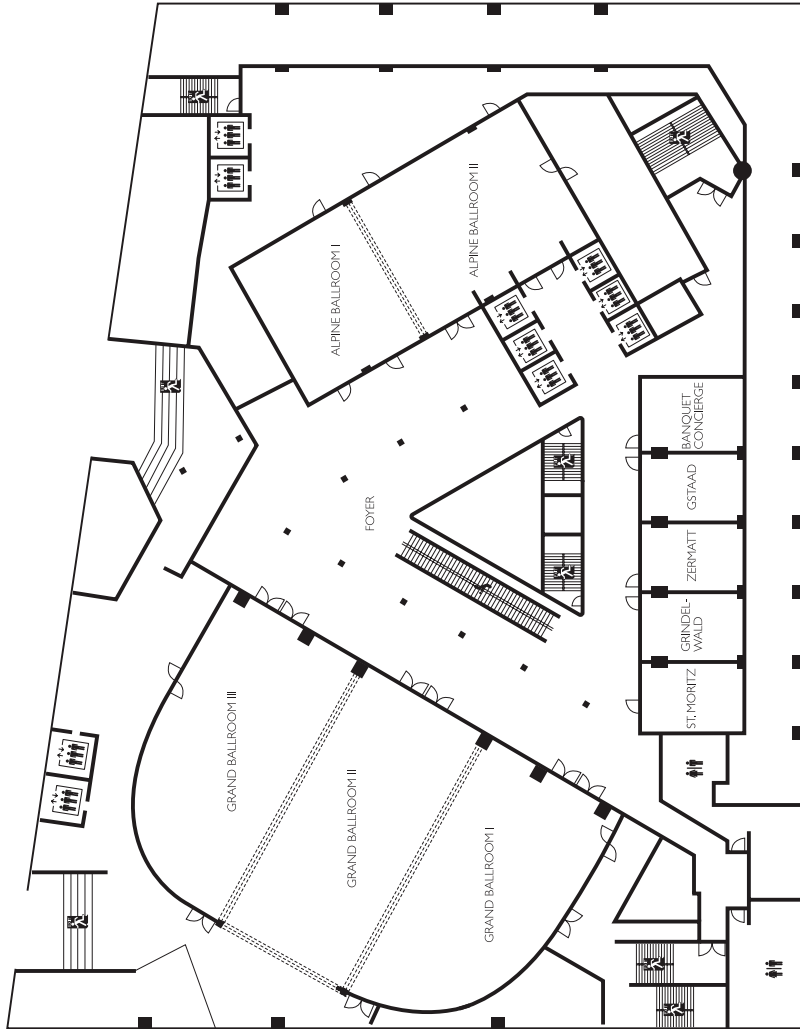 ALPINE BALLROOM II
ALPINE BALLROOM I
BANQUET
CONCIERGE
GSTAAD
FOYER
ZERMATT
GRINDEL-
WALD
ST. MORITZ
GRAND BALLROOM III
GRAND BALLROOM II
GRAND BALLROOM I